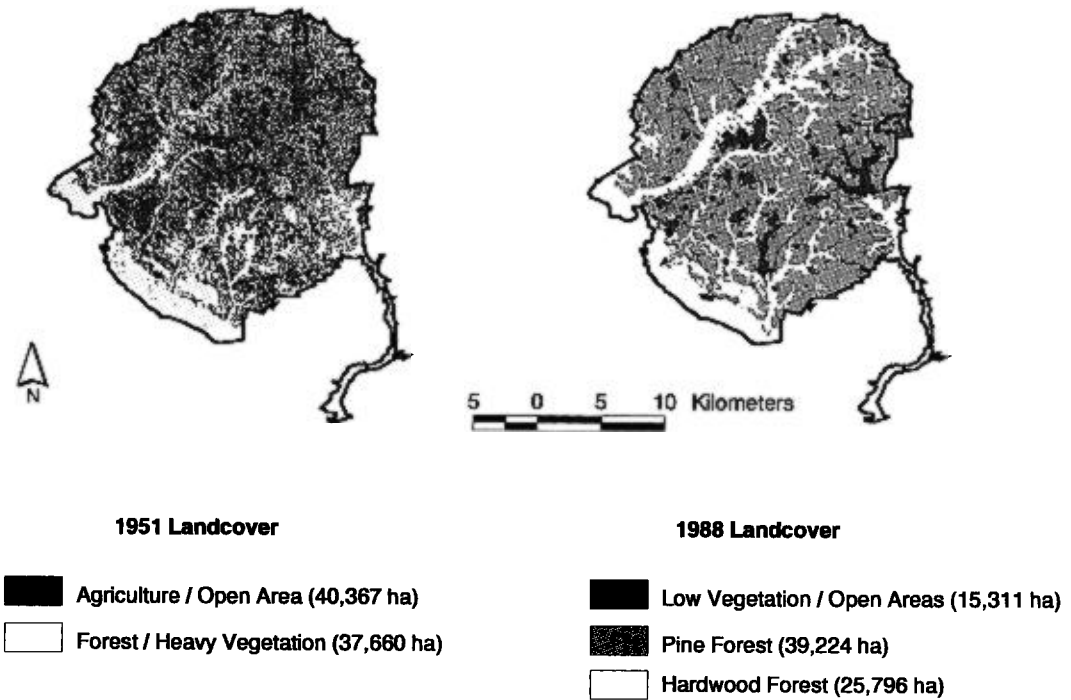 N
5 0 5 10 Kilometers
1951 Landcover
Agriculture / Open Area (40,367 ha)
Forest / Heavy Vegetation (37,660 ha)
1988 Landcover
Low Vegetation / Open Areas (15,311 ha)
Pine Forest (39,224 ha)
Hardwood Forest (25,796 ha)